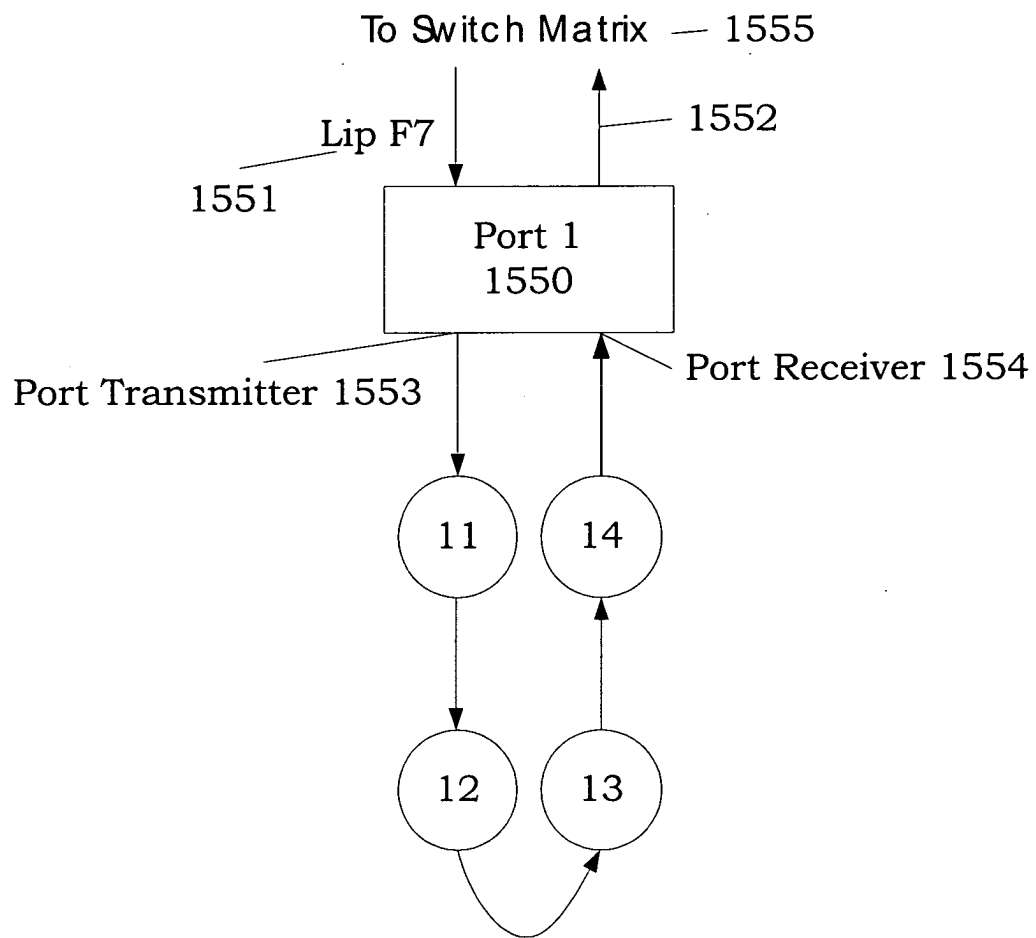 To Switch Matrix 1555
1552
Lip F7
1551
Port 1
1550
Port Receiver 1554
Port Transmitter 1553
11
14
12
13